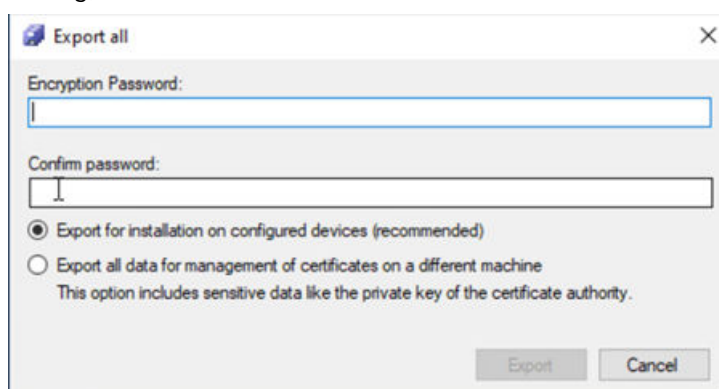 Export all
Encryption Password:
Confirm password:
Export for installation on configured devices (recommended)
Export all data for management of certificates on a different machine
This option includes sensitive data like the private key of the certificate authority.
Export Cancel